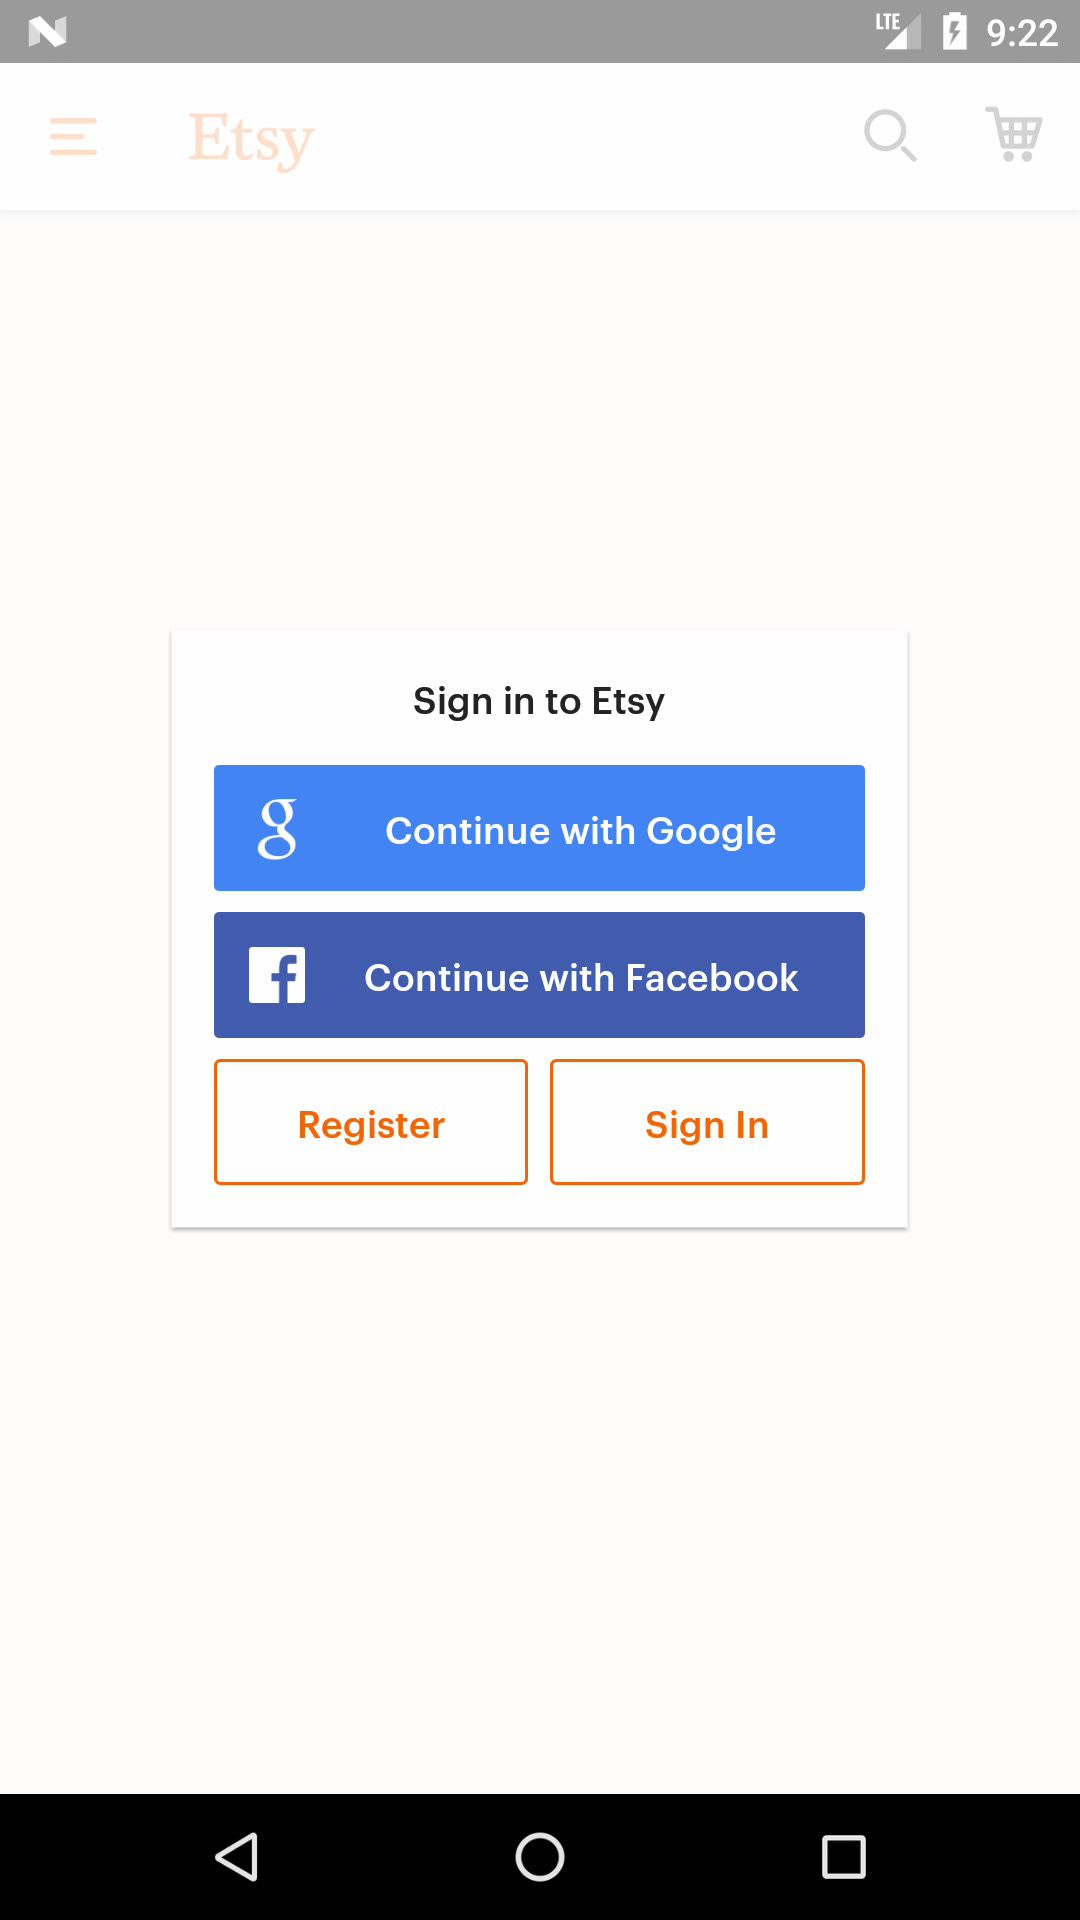 LTE 9:22
Etsy
Sign in to Etsy
Continue with Google
Continue with Facebook
Register Sign In